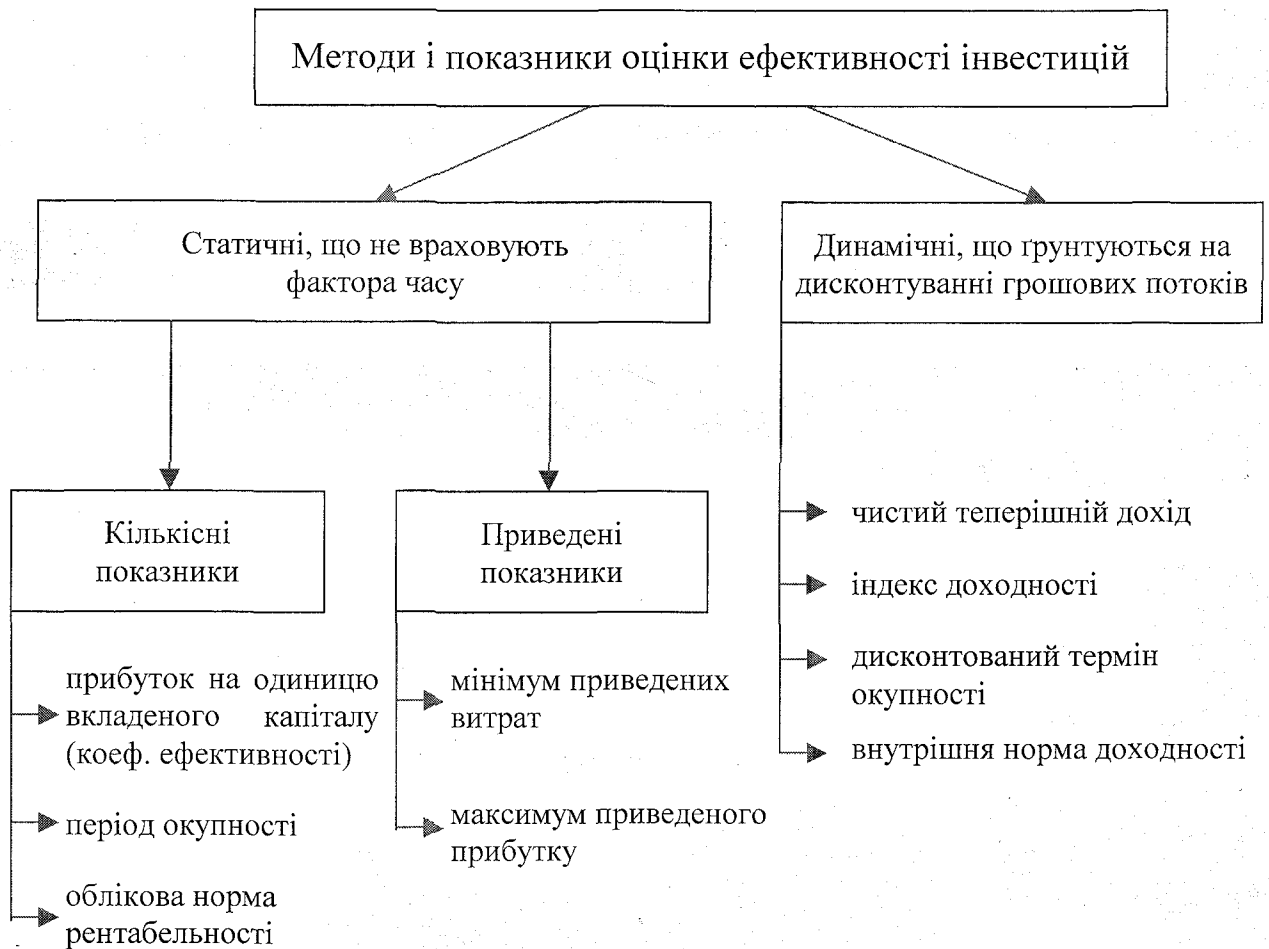 Методи і показники оцінки ефективності інвестицій
Статичні, що не враховують
фактора часу
Динамічні, що ґрунтуються на
дисконтуванні грошових потоків
Кількісні
показники
прибуток на одиницю
вкладеного капіталу
(коеф. ефективності)
період окупності
облікова норма
рентабельності
Приведені
показники
мінімум приведених
витрат
максимум приведеного
прибутку
чистий теперішній дохід
індекс доходності
дисконтований термін
окупності
внутрішня норма доходності